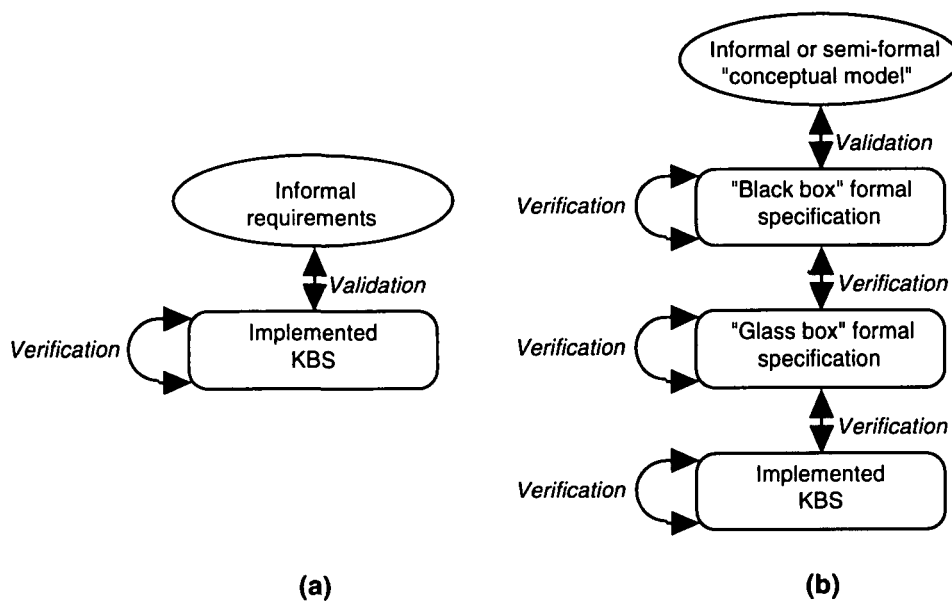 Informal
requirements
Validation
Verification
Implemented
KBS
(a)
Informal or semi-formal
"conceptual model"
Validation
Verification
"Black box" formal
specification
Verification
Verification
"Glass box" formal
specification
Verification
Verification
Implemented
KBS
(b)